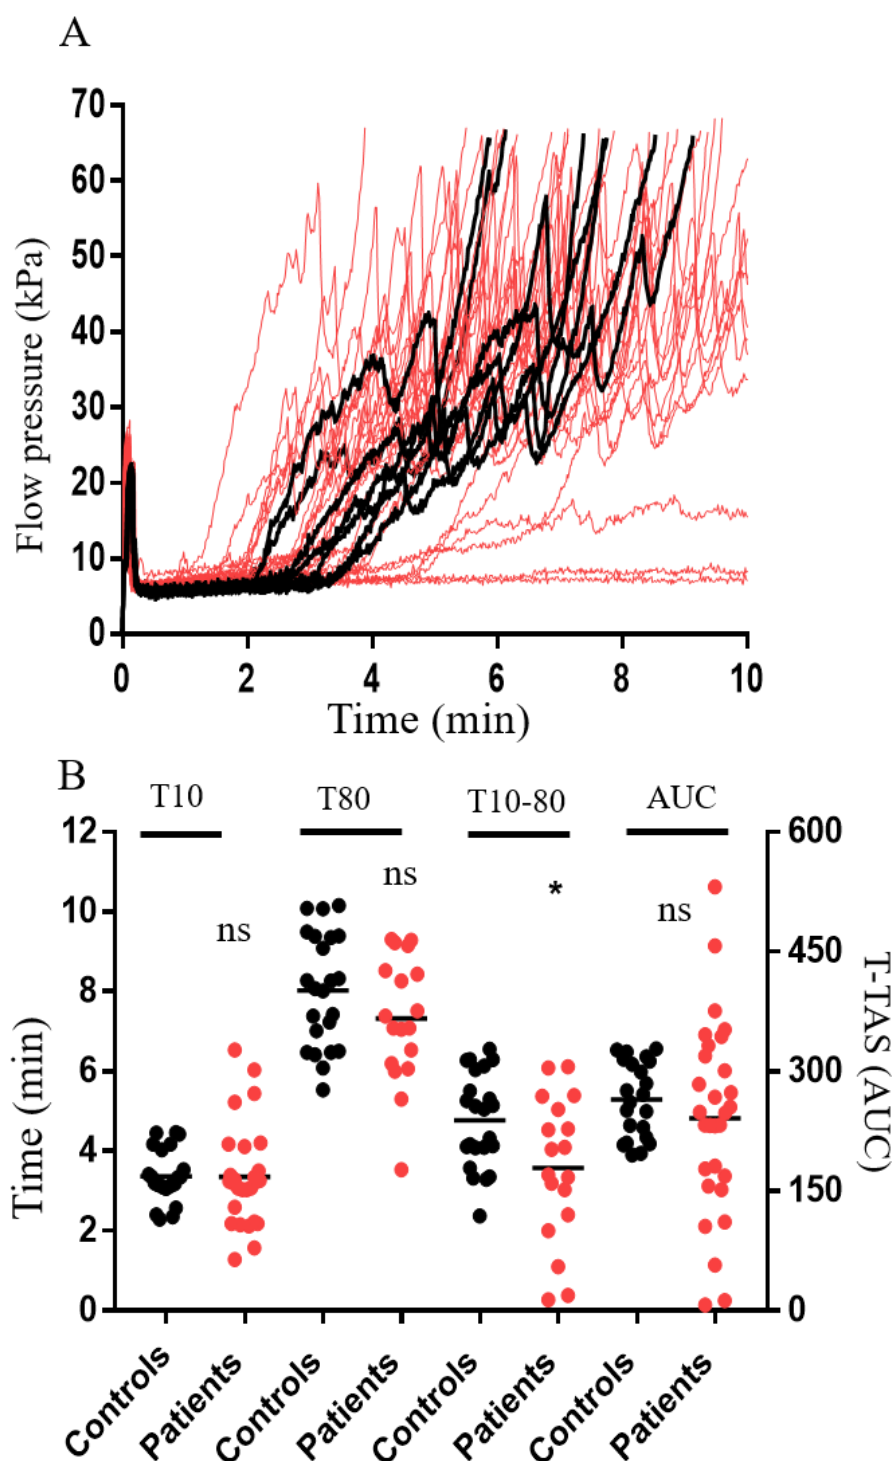 A
Flow pressure (kPa)
70
60
50
40
30
20
10
0
0 2 4 6 8 10
Time (min)
B
T10 T80 T10-80 AUC
Time (min)
12
10
8
6
4
2
0
ns
ns
*
ns
600
450
300
150
0
T-TAS (AUC)
Controls Patients Controls Patients Controls Patients Controls Patients